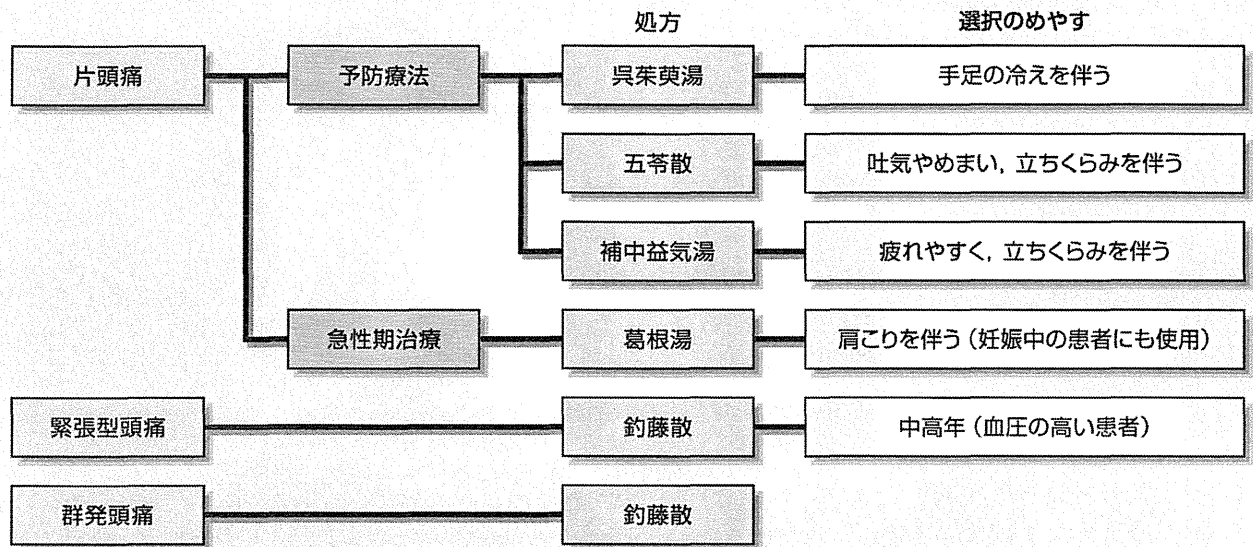 処方 選択のめやす
片頭痛 予防療法 呉茱萸湯 手足の冷えを伴う
五苓散 吐気やめまい，立ちくらみを伴う
補中益気湯 疲れやすく，立ちくらみを伴う
急性期治療 葛根湯 肩こりを伴う（妊娠中の患者にも使用）
緊張型頭痛 釣藤散 中高年（血圧の高い患者）
群発頭痛 釣藤散